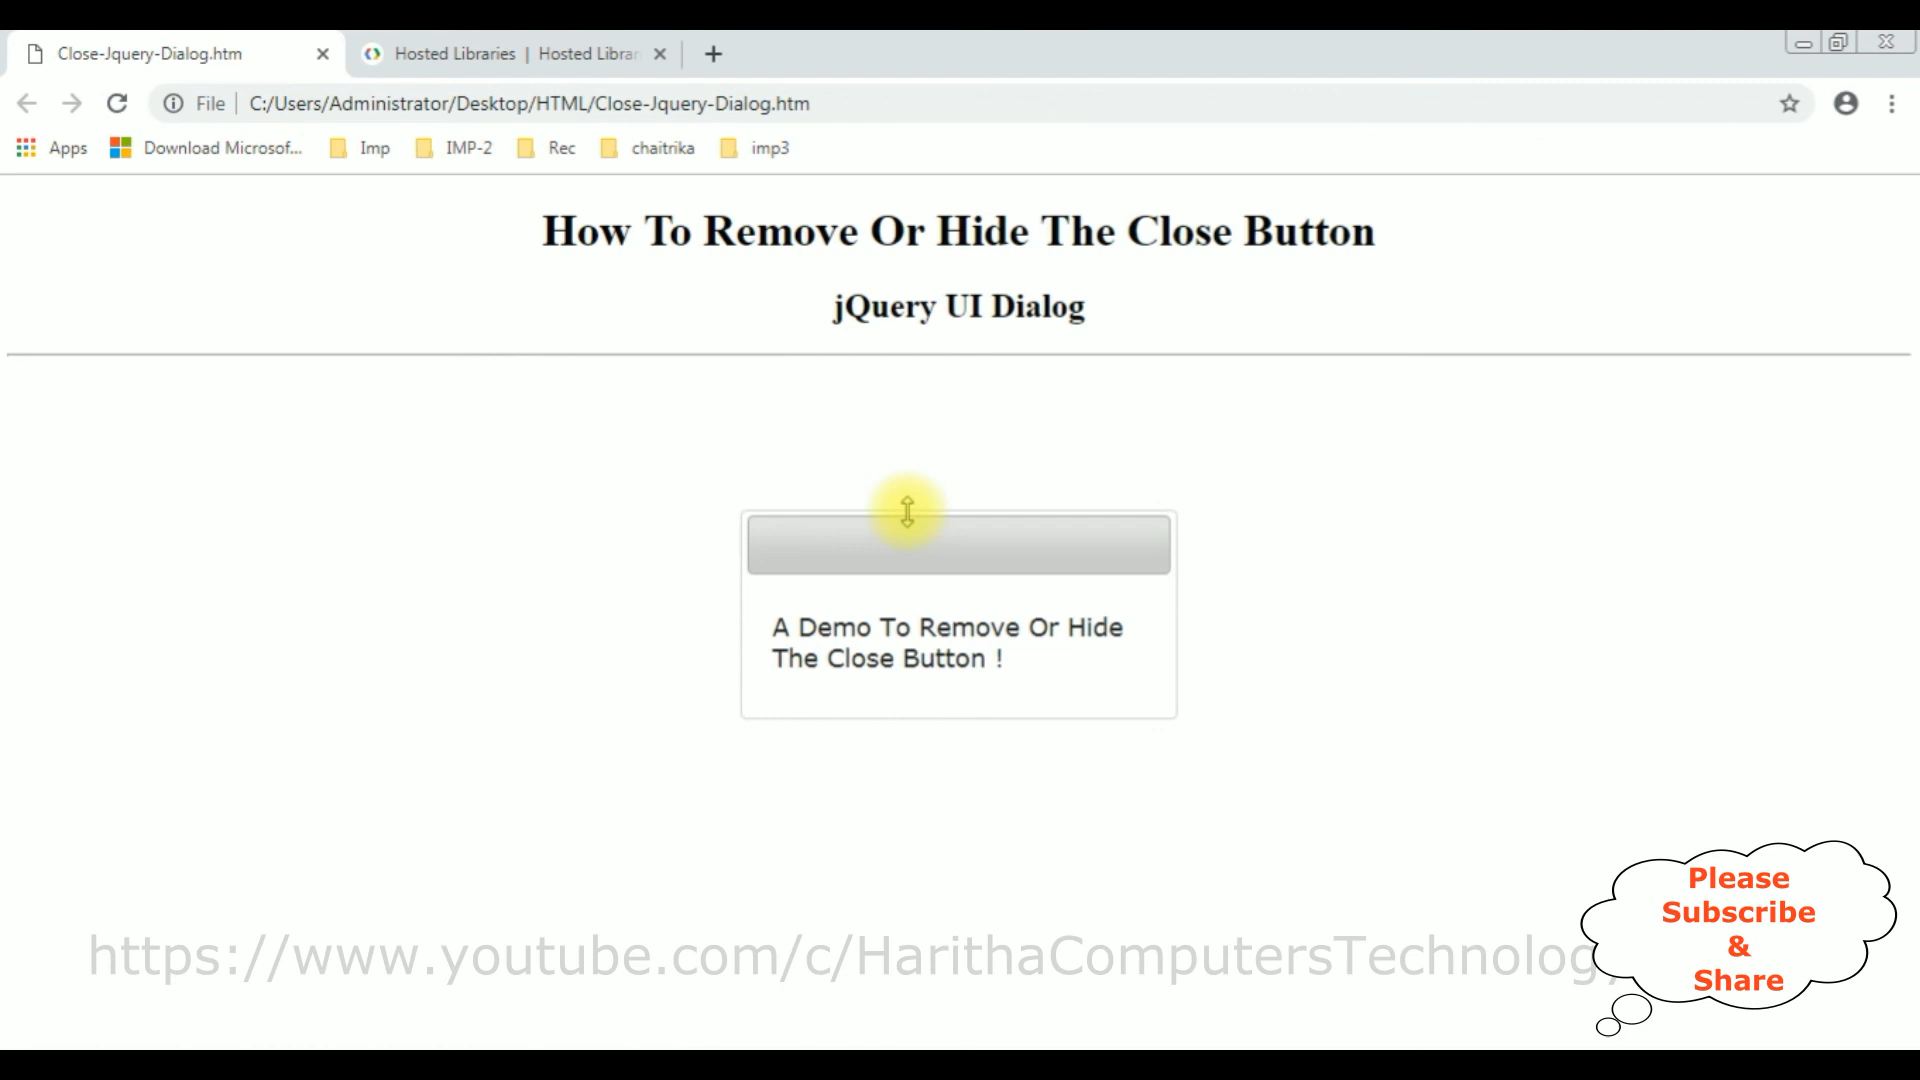 Close-Jquery-Dialog.htm
Hosted Libraries | Hosted Librar
File
C:/Users/Administrator/Desktop/HTML/Close-Jquery-Dialog.htm
Apps
Download Microsof...
Imp
IMP-2
Rec
chaitrika
imp3
How To Remove Or Hide The Close Button
jQuery UI Dialog
A Demo To Remove Or Hide
The Close Button !
https://www.youtube.com/c/HarithaComputersTechnology
Please
Subscribe
&
Share